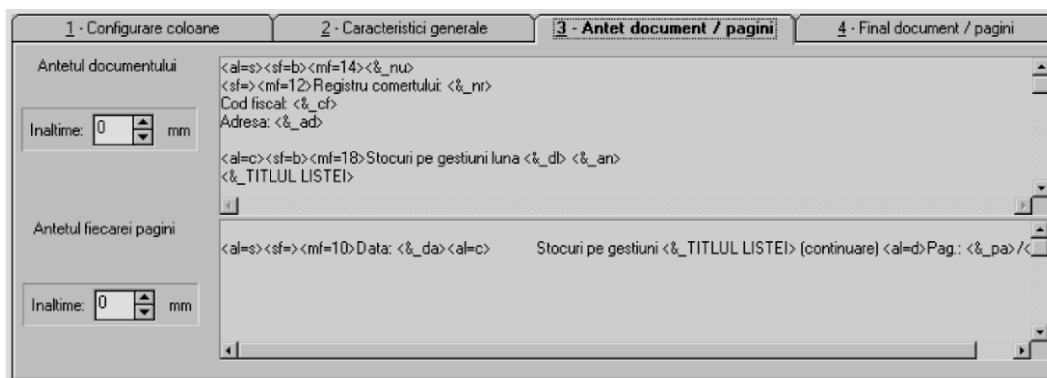 1 - Configurare coloane
2 - Caracteristici generale
3 - Antet document / pagini
4 - Final document / pagini
Antetul documentului
Inaltime: 0 mm
<al=s><sf=b><mf=14><&_nu>
<sf=><mf=12>Registru comertului: <&_nr>
Cod fiscal: <&_cf>
Adresa: <&_ad>
<al=c><sf=b><mf=18>Stocuri pe gestiuni luna <&_dl> <&_an>
<&_TITLUL LISTEI>
Antetul fiecarei pagini
Inaltime: 0 mm
<al=s><sf=><mf=10>Data: <&_da><al=c> Stocuri pe gestiuni <&_TITLUL LISTEI> (continuare) <al=d>Pag.: <&_pa>/<